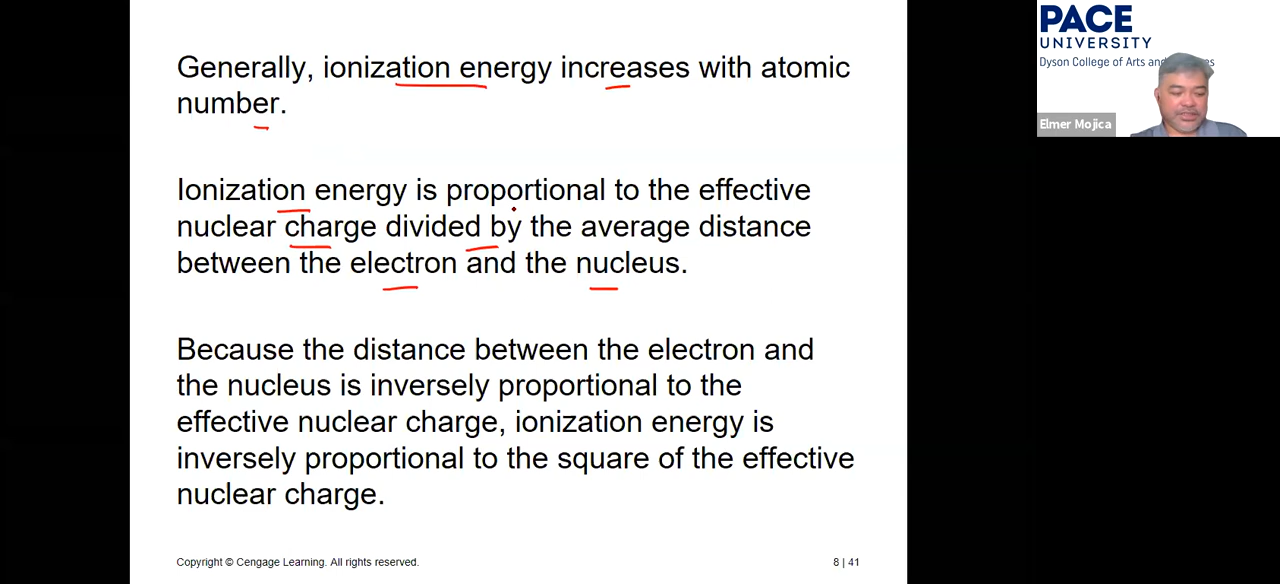 Generally, ionization energy increases with atomic
number.
Ionization energy is proportional to the effective
nuclear charge divided by the average distance
between the electron and the nucleus.
Because the distance between the electron and
the nucleus is inversely proportional to the
effective nuclear charge, ionization energy is
inversely proportional to the square of the effective
nuclear charge.
Copyright © Cengage Learning. All rights reserved.
8 | 41
PACE
UNIVERSITY
Dyson College of Arts and
Elmer Mojica